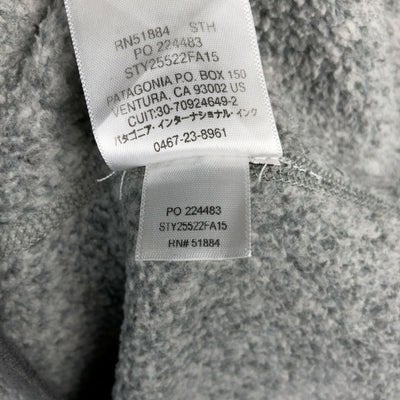 RN51884 STH
PO 224483
STY25522FA15
PATAGONIA P.O. BOX 150
VENTURA, CA 93002 US
CUIT:30-70924649-2
パタゴニア・インターナショナル・インク
0467-23-8961
PO 224483
STY25522FA15
RN# 51884